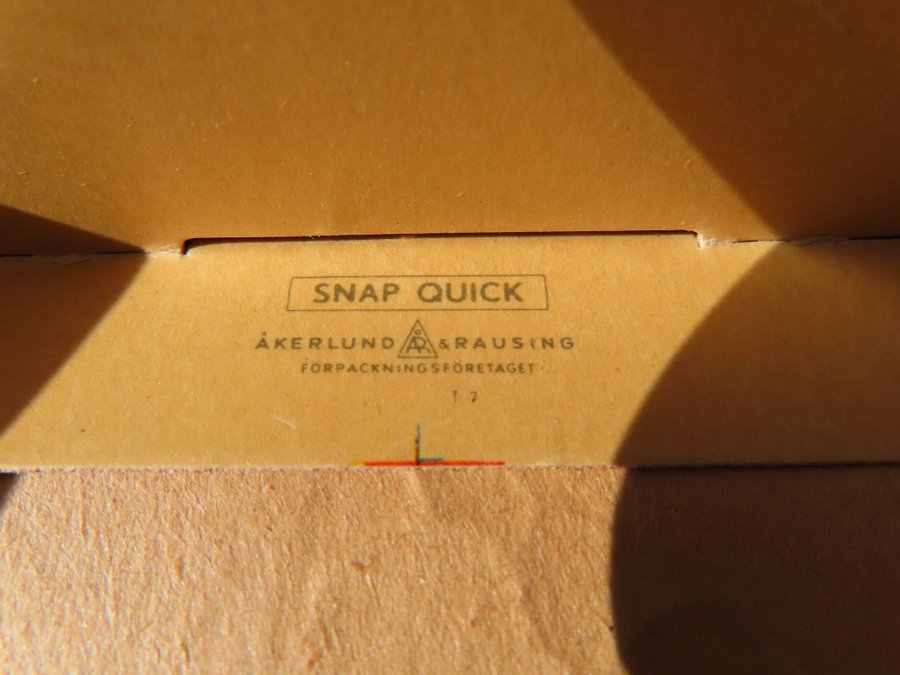 SNAP QUICK
ÅKERLUND & RAUSING
FÖRPACKNINGSFÖRETAGET
T 7